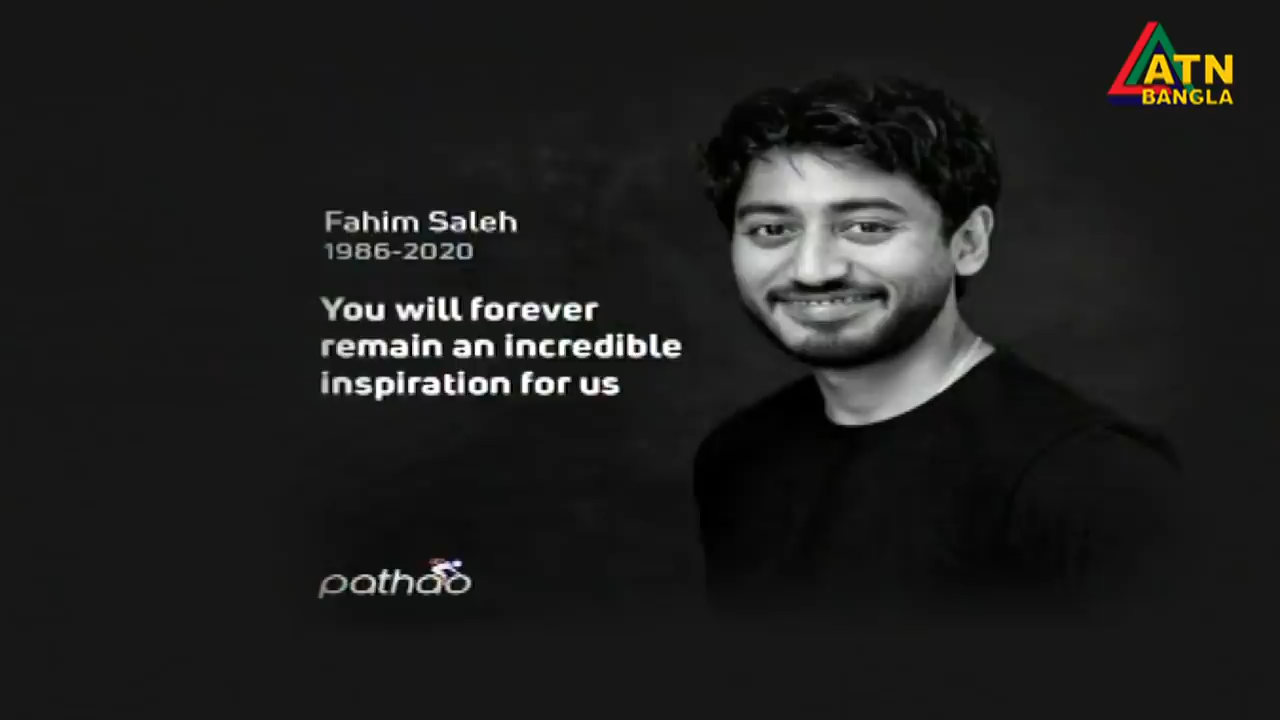 ATN
BANGLA
Fahim Saleh
1986-2020
You will forever
remain an incredible
inspiration for us
pathao